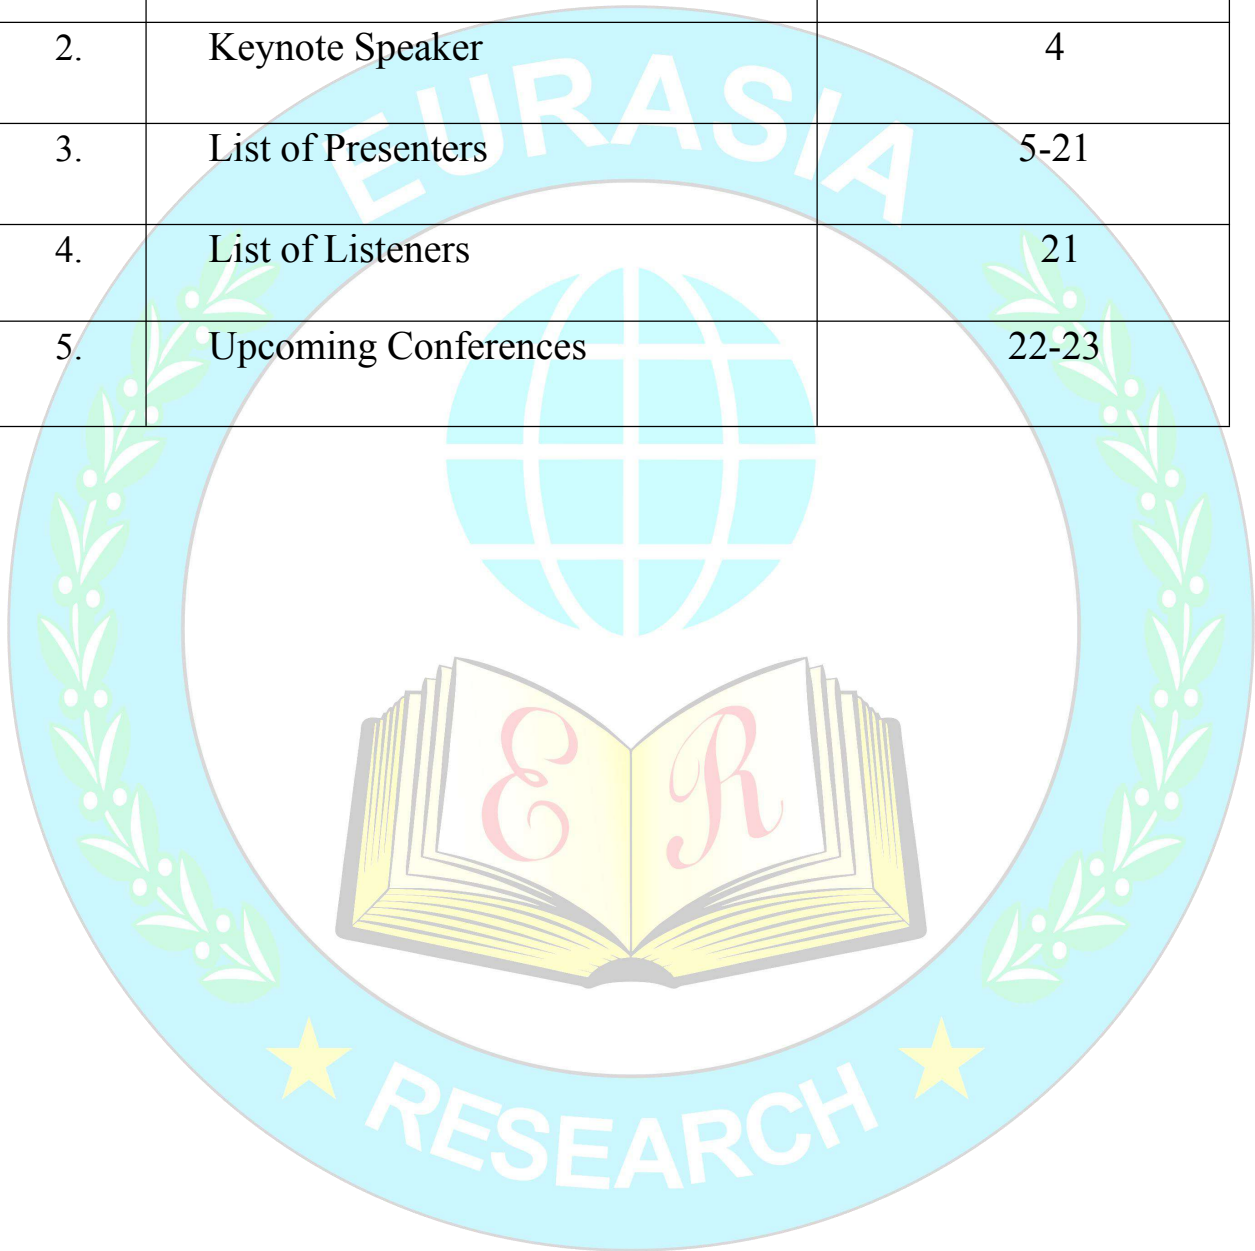 2. Keynote Speaker 4
3. List of Presenters 5-21
4. List of Listeners 21
5. Upcoming Conferences 22-23
EURASIA
E R
RESEARCH